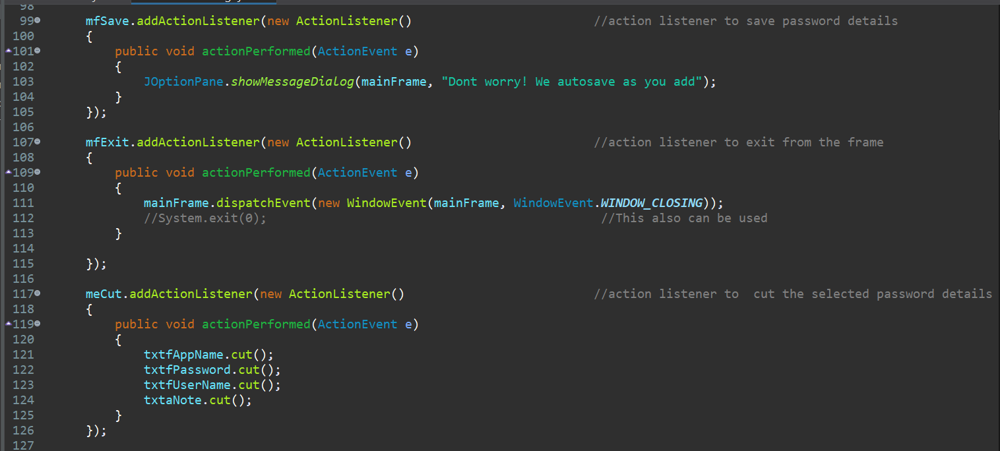 98
99 mfSave.addActionListener(new ActionListener() //action listener to save password details
100 {
101 public void actionPerformed(ActionEvent e)
102 {
103 JOptionPane.showMessageDialog(mainFrame, "Dont worry! We autosave as you add");
104 }
105 });
106
107 mfExit.addActionListener(new ActionListener() //action listener to exit from the frame
108 {
109 public void actionPerformed(ActionEvent e)
110 {
111 mainFrame.dispatchEvent(new WindowEvent(mainFrame, WindowEvent.WINDOW_CLOSING));
112 //System.exit(0); //This also can be used
113 }
114
115 });
116
117 meCut.addActionListener(new ActionListener() //action listener to  cut the selected password details
118 {
119 public void actionPerformed(ActionEvent e)
120 {
121 txtfAppName.cut();
122 txtfPassword.cut();
123 txtfUserName.cut();
124 txtaNote.cut();
125 }
126 });
127